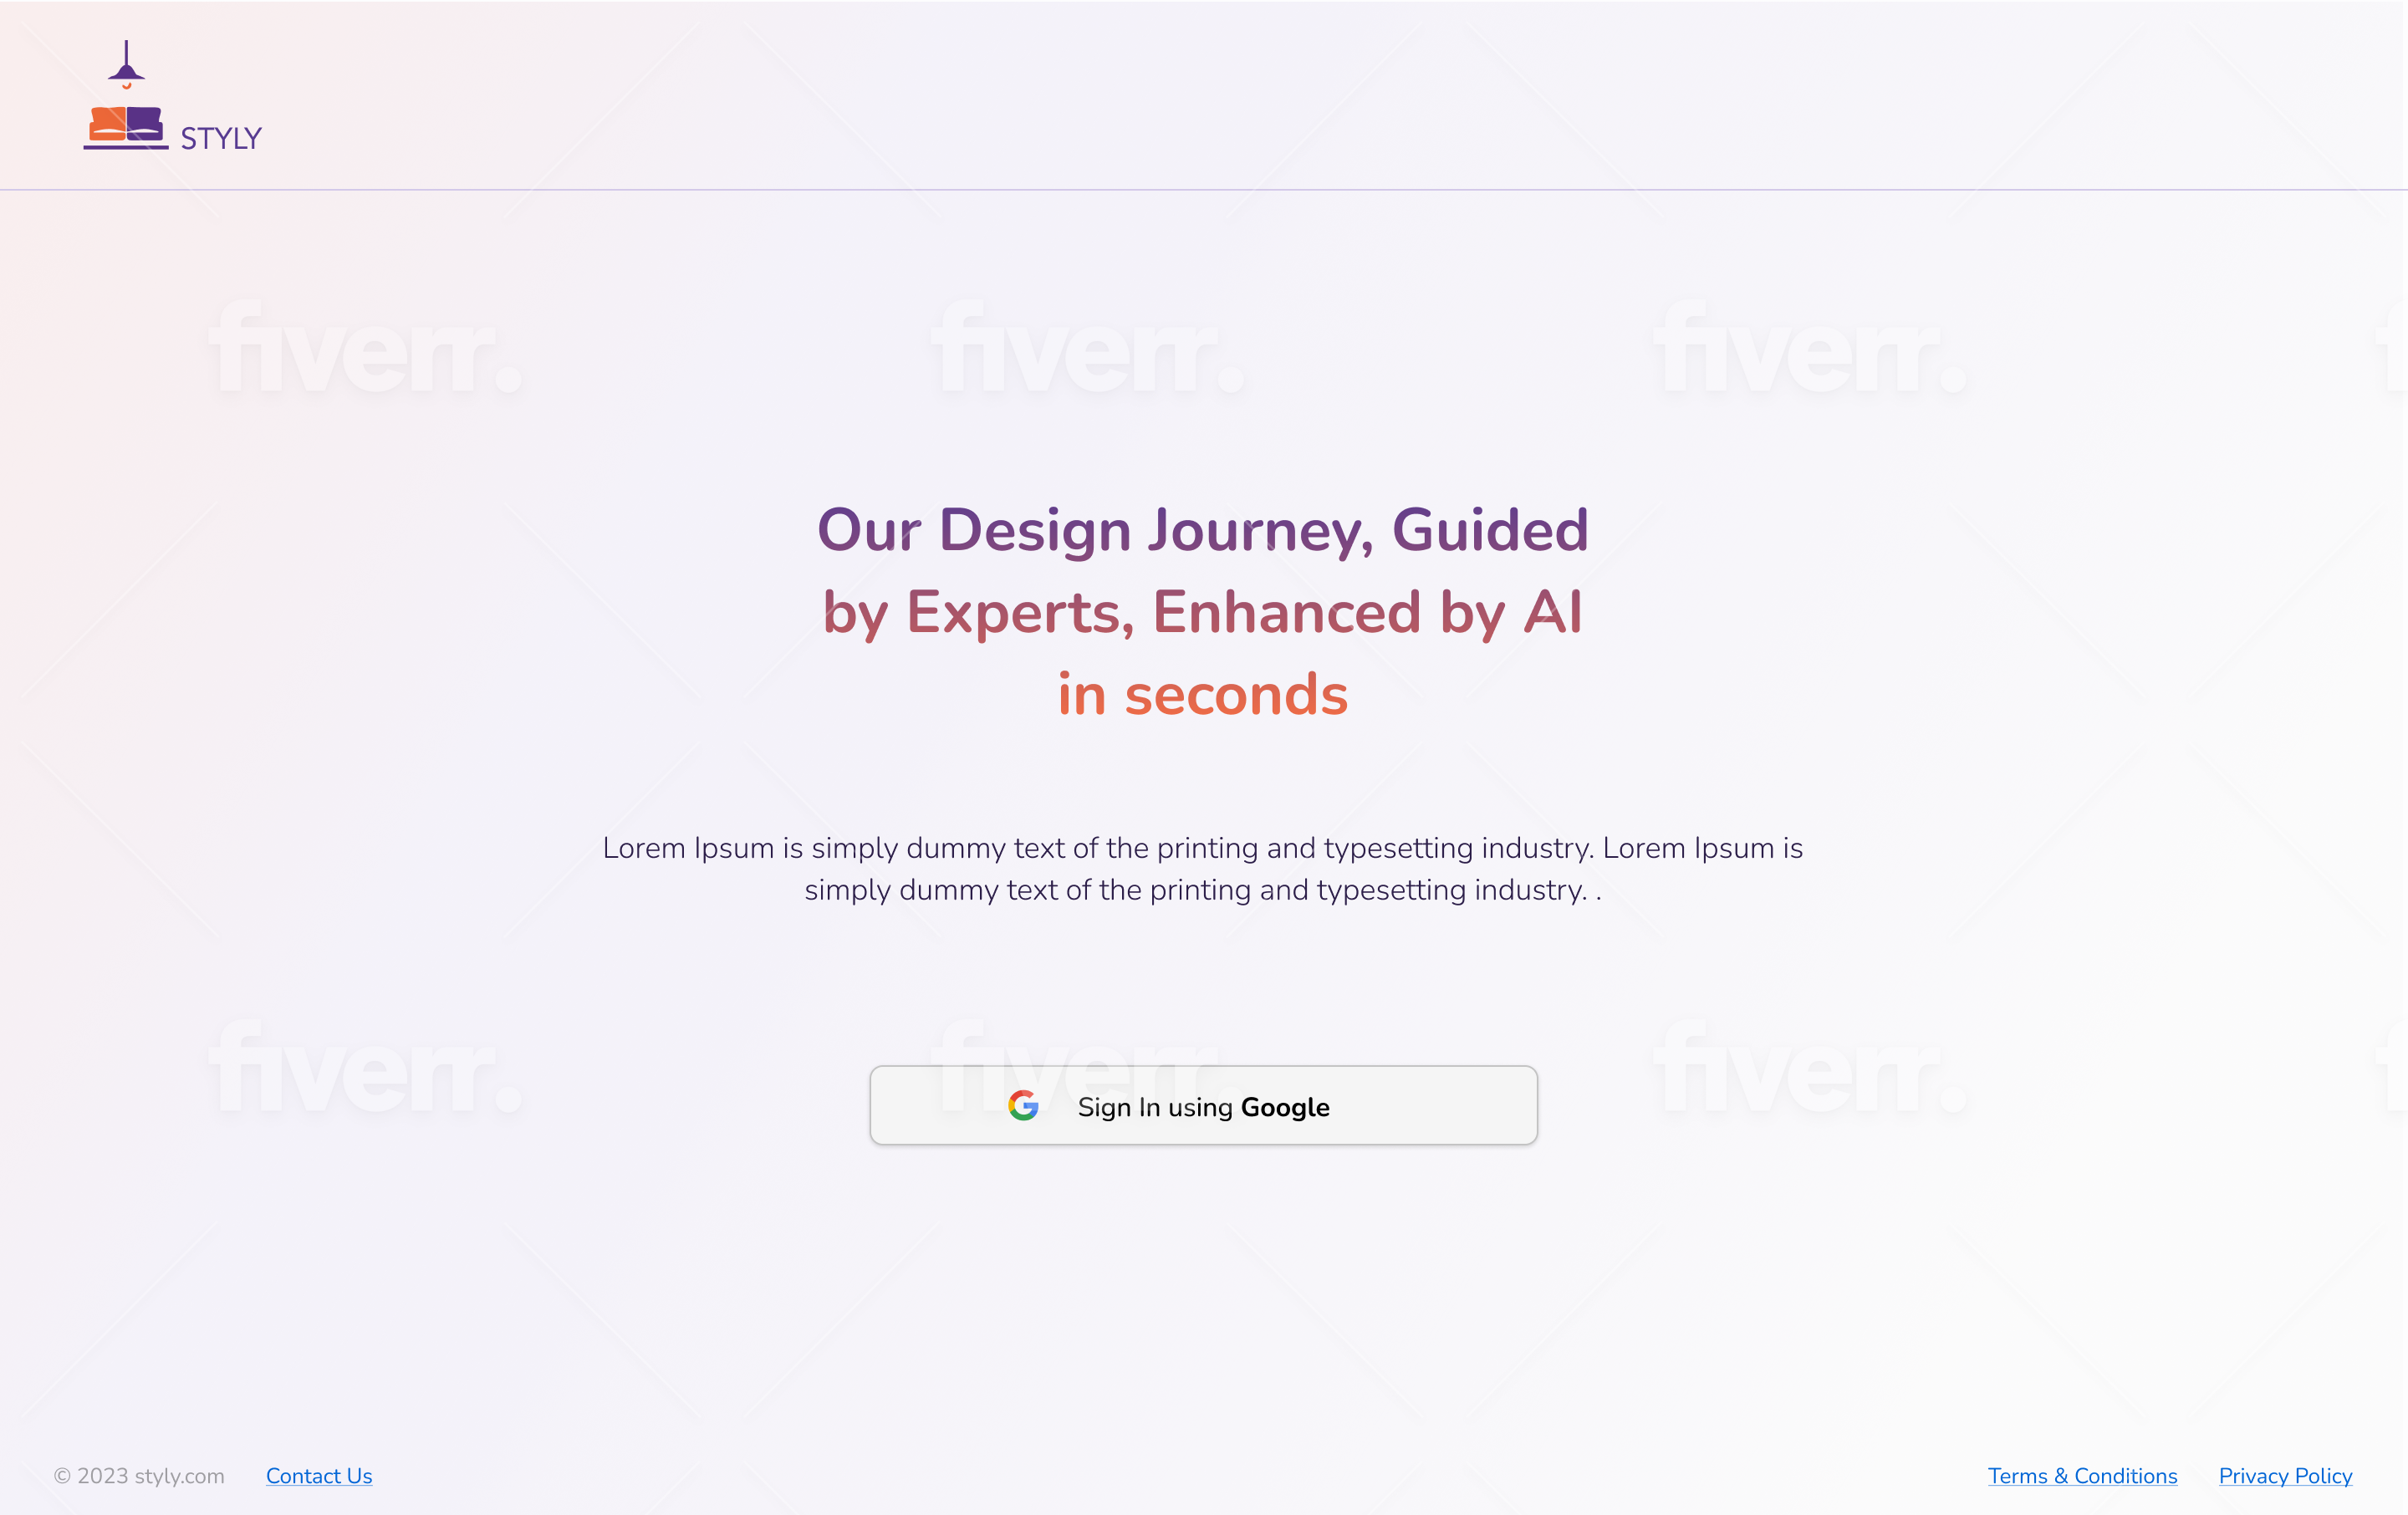 STYLY
fiverr.
fiverr.
fiverr.
Our Design Journey, Guided
by Experts, Enhanced by AI
in seconds
Lorem Ipsum is simply dummy text of the printing and typesetting industry. Lorem Ipsum is
simply dummy text of the printing and typesetting industry. .
fiverr.
fiverr.
fiverr.
Sign In using Google
© 2023 styly.com
Contact Us
Terms & Conditions
Privacy Policy